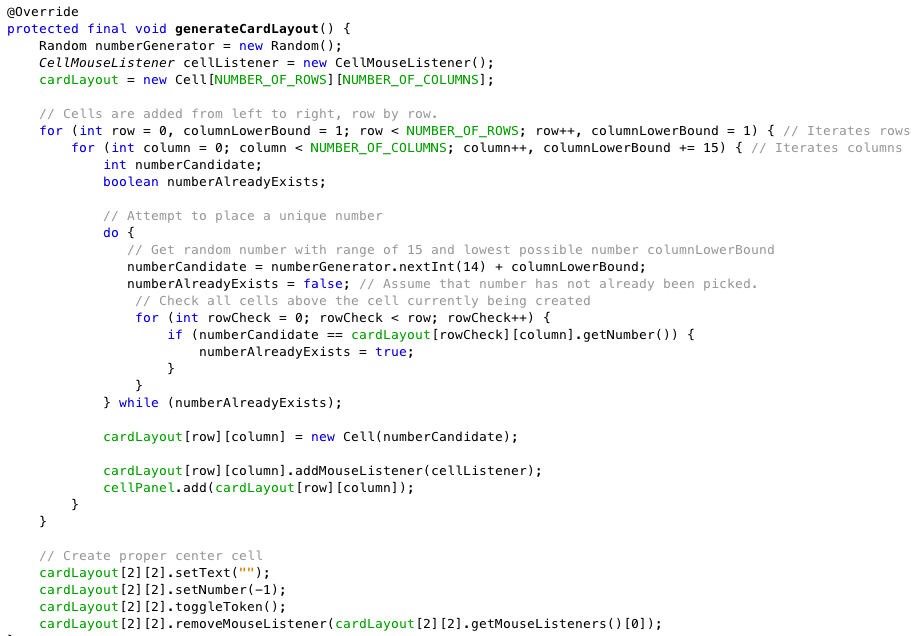 @Override
protected final void generateCardLayout() {
    Random numberGenerator = new Random();
    CellMouseListener cellListener = new CellMouseListener();
    cardLayout = new Cell[NUMBER_OF_ROWS][NUMBER_OF_COLUMNS];

    // Cells are added from left to right, row by row.
    for (int row = 0, columnLowerBound = 1; row < NUMBER_OF_ROWS; row++, columnLowerBound = 1) { // Iterates rows
        for (int column = 0; column < NUMBER_OF_COLUMNS; column++, columnLowerBound += 15) { // Iterates columns
            int numberCandidate;
            boolean numberAlreadyExists;

            // Attempt to place a unique number
            do {
               // Get random number with range of 15 and lowest possible number columnLowerBound
               numberCandidate = numberGenerator.nextInt(14) + columnLowerBound;
               numberAlreadyExists = false; // Assume that number has not already been picked.
                // Check all cells above the cell currently being created
                for (int rowCheck = 0; rowCheck < row; rowCheck++) {
                    if (numberCandidate == cardLayout[rowCheck][column].getNumber()) {
                        numberAlreadyExists = true;
                    }
                }
            } while (numberAlreadyExists);

            cardLayout[row][column] = new Cell(numberCandidate);

            cardLayout[row][column].addMouseListener(cellListener);
            cellPanel.add(cardLayout[row][column]);
        }
    }

    // Create proper center cell
    cardLayout[2][2].setText("");
    cardLayout[2][2].setNumber(-1);
    cardLayout[2][2].toggleToken();
    cardLayout[2][2].removeMouseListener(cardLayout[2][2].getMouseListeners()[0]);